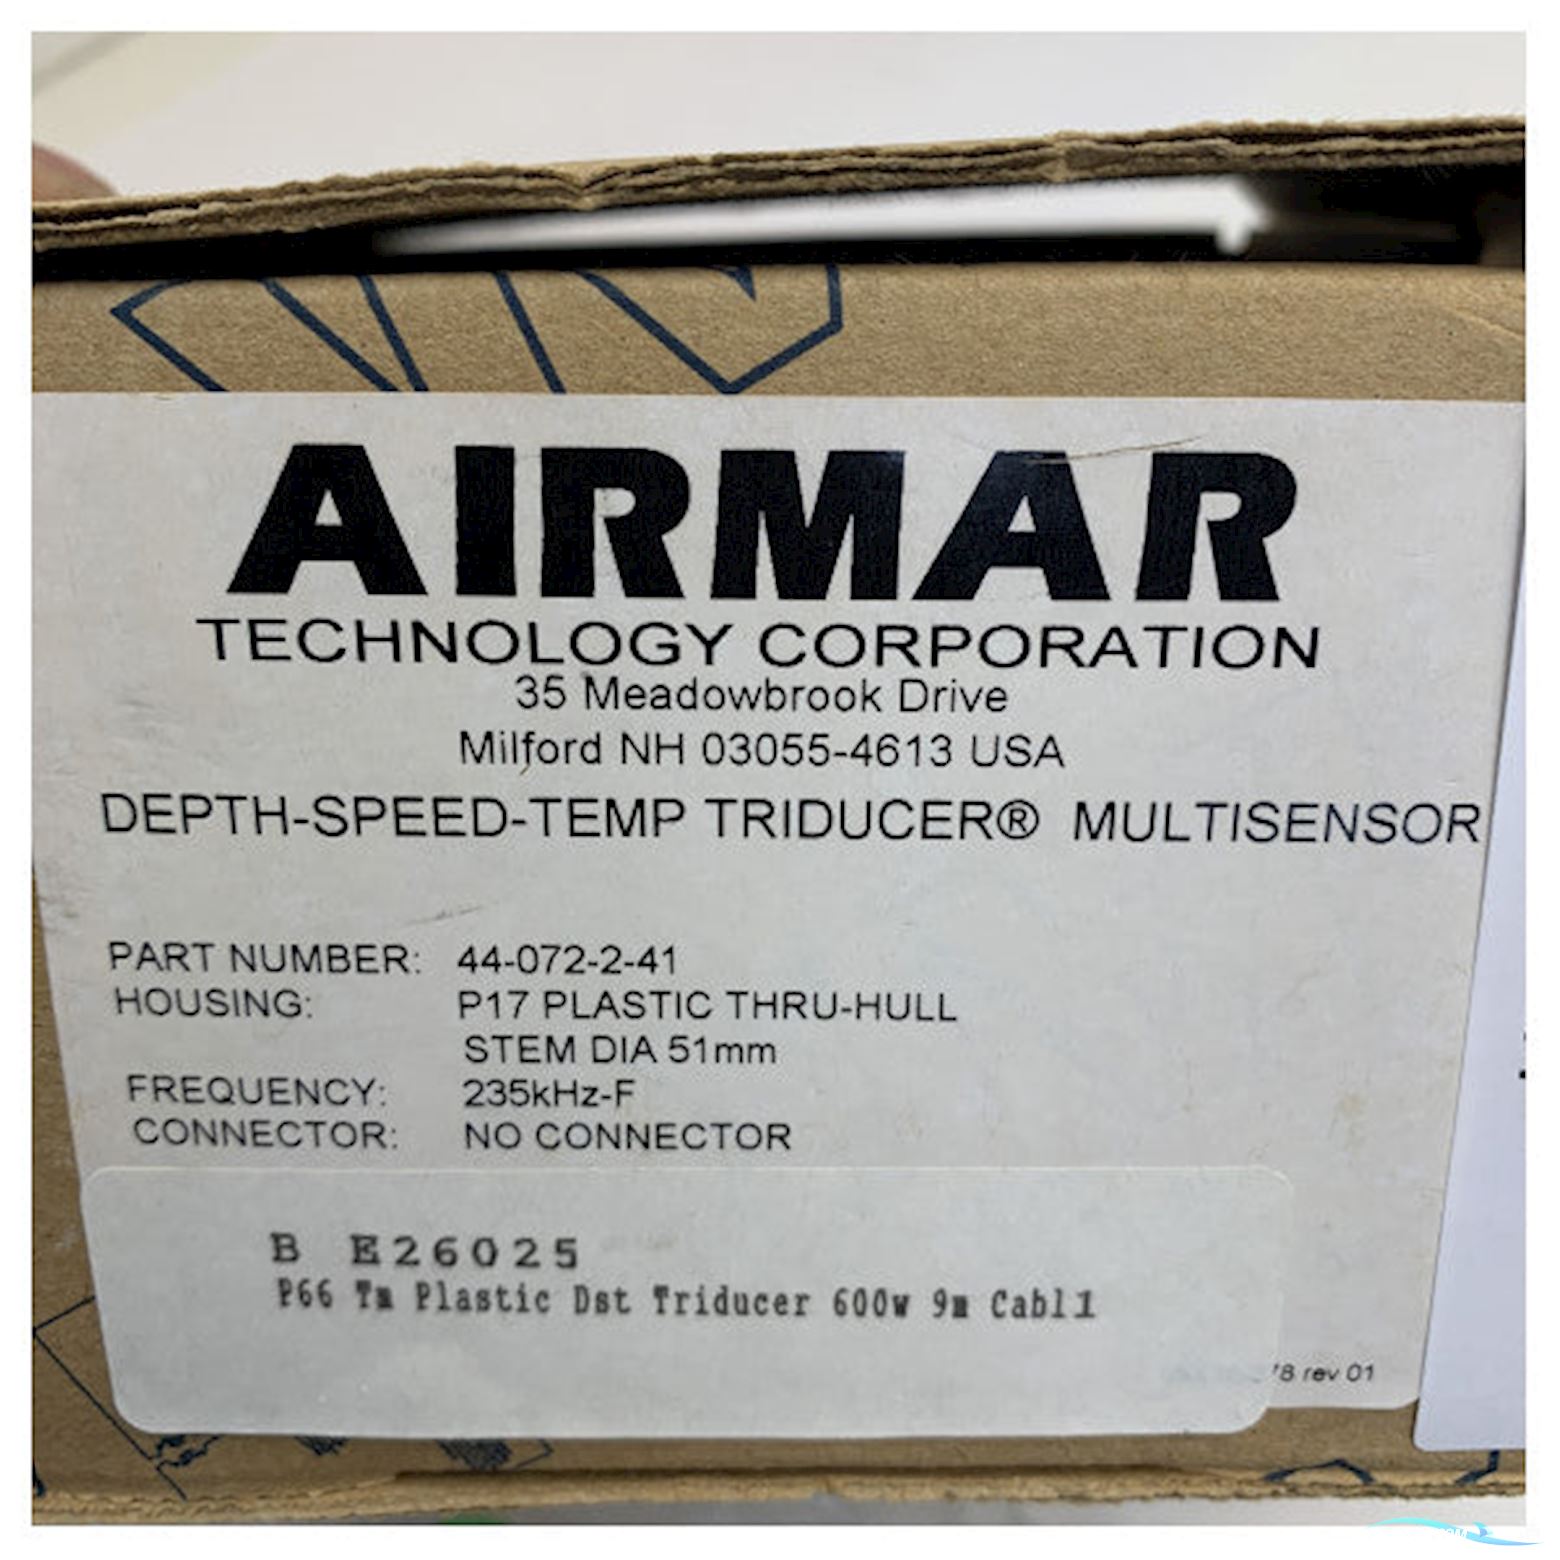 AIRMAR
TECHNOLOGY CORPORATION
35 Meadowbrook Drive
Milford NH 03055-4613 USA
DEPTH-SPEED-TEMP TRIDUCER® MULTISENSOR
PART NUMBER: 44-072-2-41
HOUSING: P17 PLASTIC THRU-HULL
STEM DIA 51mm
FREQUENCY: 235kHz-F
CONNECTOR: NO CONNECTOR
B E26025
P66 Tm Plastic Dst Triducer 600w 9m Cabl1
rev 01